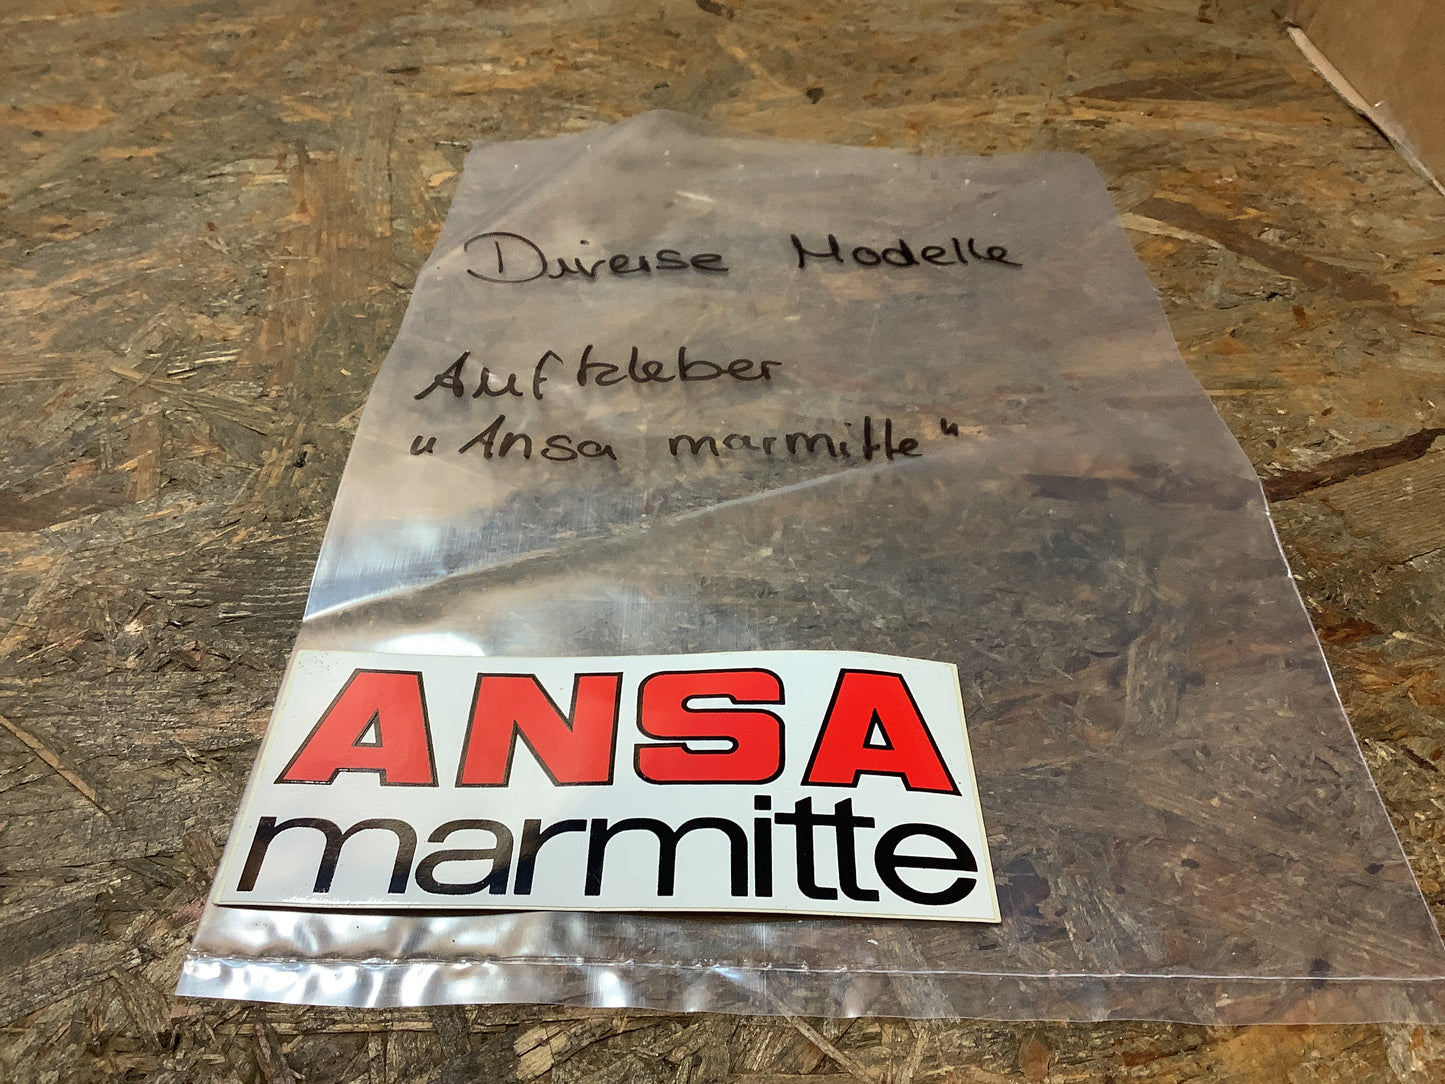 Diverse Modelle
Aufkleber
„Ansa marmitte“
ANSA
marmitte